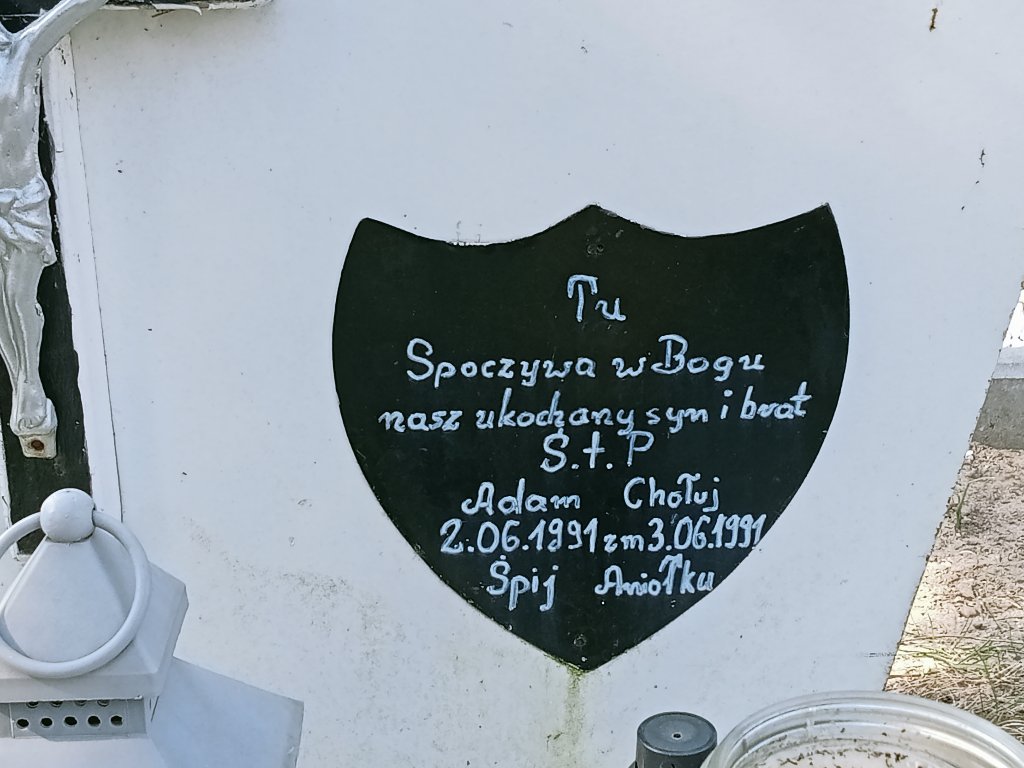 Tu
Spoczywa w Bogu
nasz ukochany syn i brat
Ś.†.P
Adam Chołuj
2.06.1991 zm 3.06.1991
Śpij Aniołku